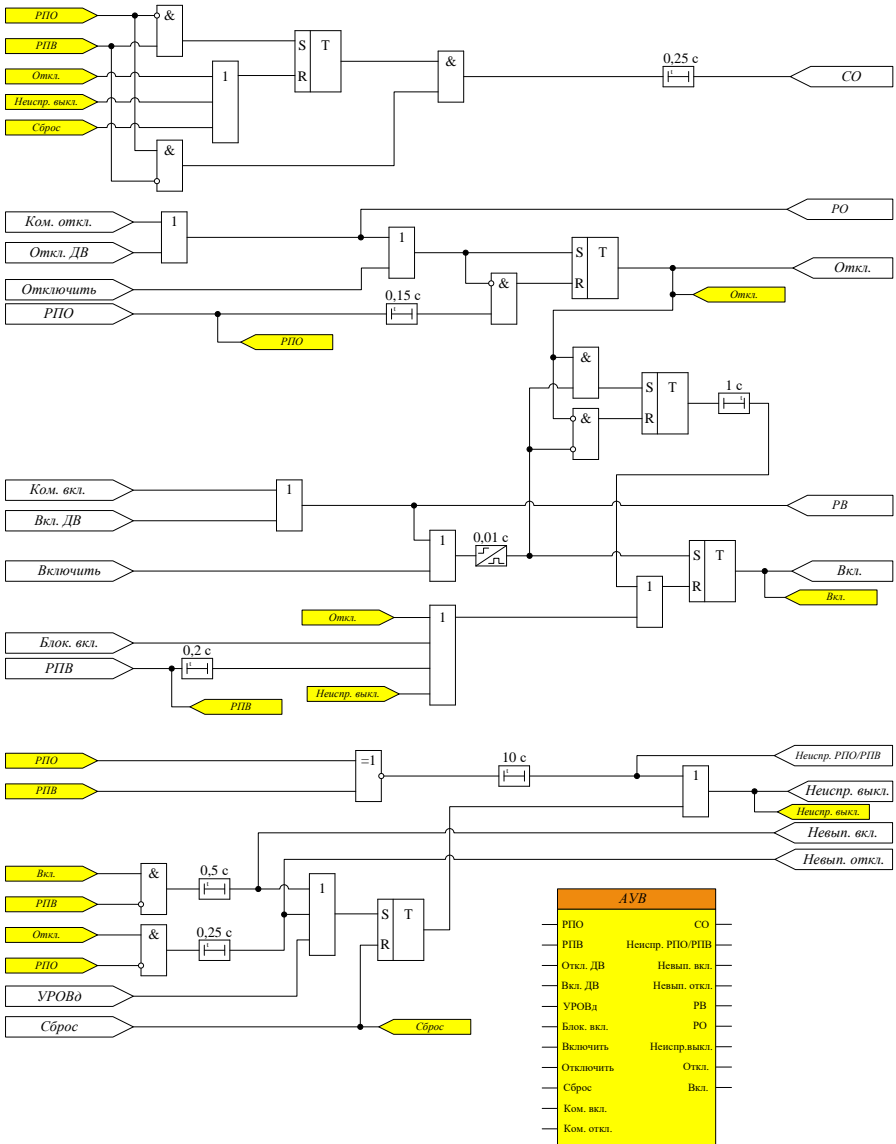 РПО
&
РПВ
S Т
Откл.
1
R
&
0,25 с
СО
Неиспр. выкл.
Сброс
&
Ком. откл.
1
РО
Откл. ДВ
1
S Т
Откл.
Отключить
&
R
0,15 с
Откл.
РПО
РПО
&
S Т
1 с
&
R
Ком. вкл.
1
РВ
Вкл. ДВ
1
0,01 с
S Т
Включить
Вкл.
1
R
Вкл.
Откл.
1
Блок. вкл.
0,2 с
РПВ
Неиспр. выкл.
РПВ
РПО
=1
10 с
Неиспр. РПО/РПВ
1
РПВ
Неиспр. выкл.
Неиспр. выкл.
Невып. вкл.
Невып. откл.
Вкл.
&
0,5 с
1
РПВ
S Т
Откл.
&
0,25 с
R
РПО
УРОВд
Сброс
Сброс
АУВ
РПО СО
РПВ Неиспр. РПО/РПВ
Откл. ДВ Невып. вкл.
Вкл. ДВ Невып. откл.
УРОВд РВ
Блок. вкл. РО
Включить Неиспр.выкл.
Отключить Откл.
Сброс Вкл.
Ком. вкл.
Ком. откл.